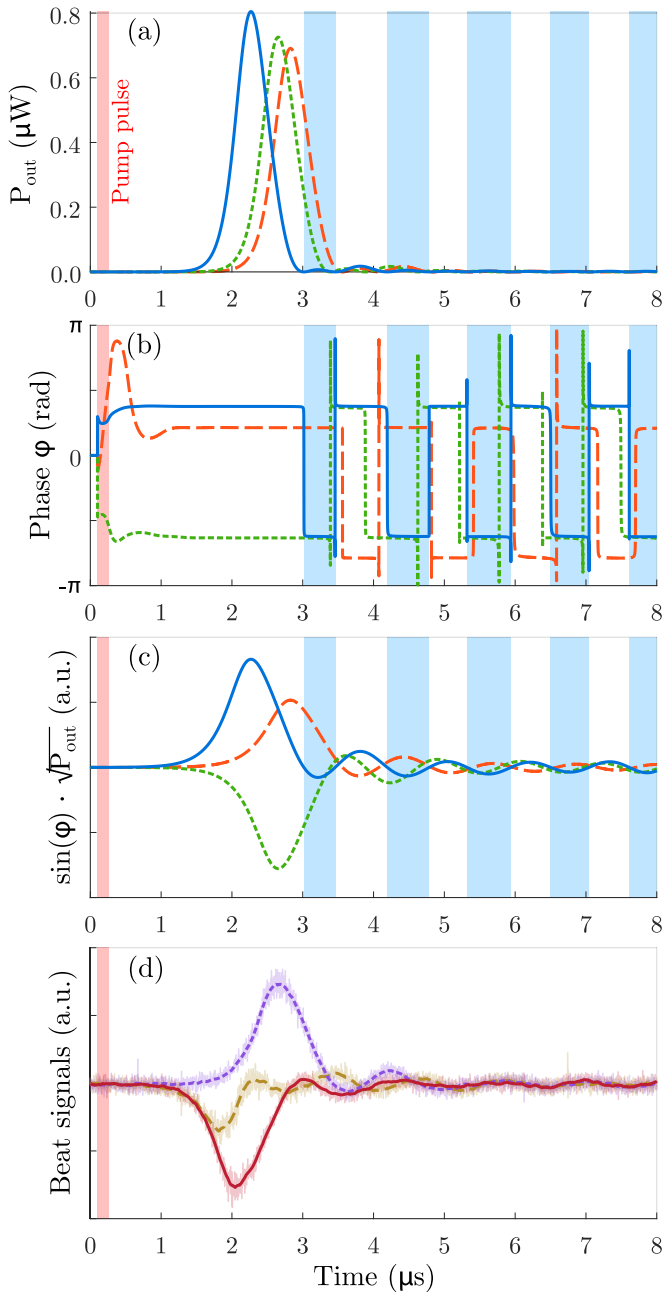 (a)
P_out (μW)
0.8
0.6
0.4
0.2
0.0
Pump pulse
0 1 2 3 4 5 6 7 8
(b)
Phase φ (rad)
π
0
-π
0 1 2 3 4 5 6 7 8
(c)
sin(φ) · √P_out (a.u.)
0 1 2 3 4 5 6 7 8
(d)
Beat signals (a.u.)
0 1 2 3 4 5 6 7 8
Time (μs)